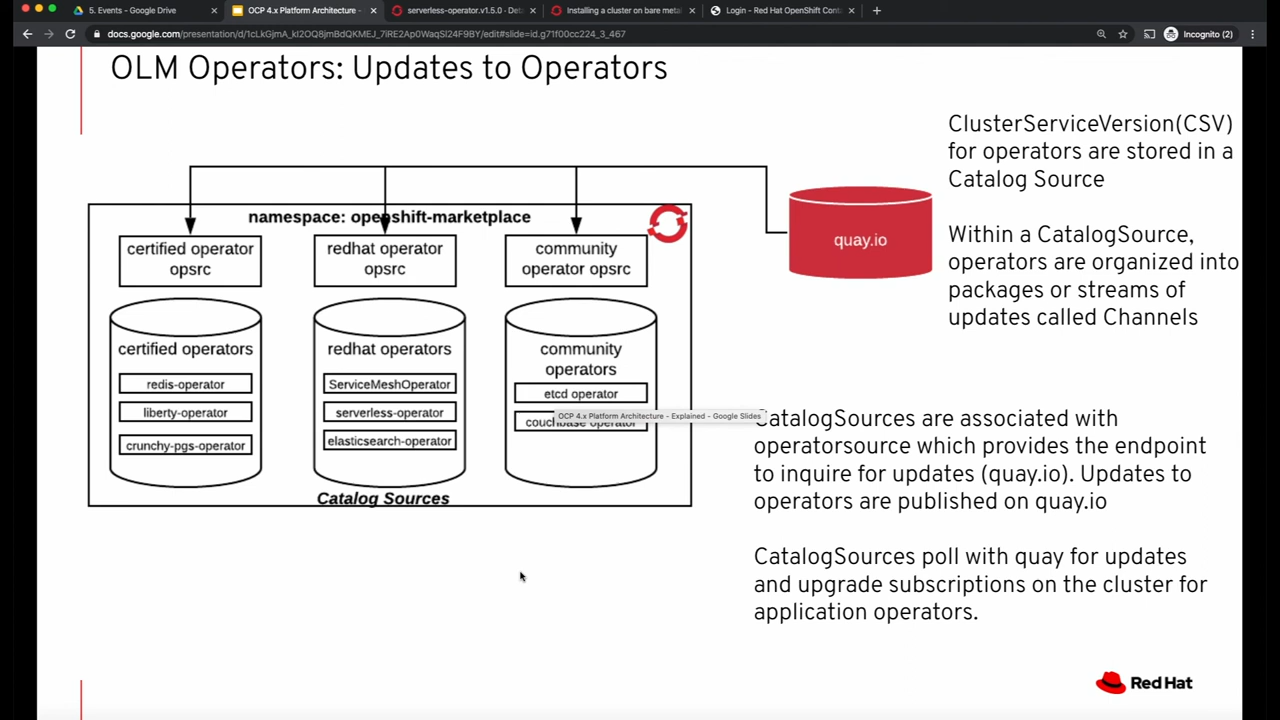 5. Events - Google Drive
OCP 4.x Platform Architecture -
serverless-operator.v1.5.0 · Det
Installing a cluster on bare metal
Login - Red Hat OpenShift Cont
docs.google.com/presentation/d/1cLkGjmA_kI2OQ8jmBdQKMEJ_7iRE2Ap0WaqSI24F9BY/edit#slide=id.g71f00cc224_3_467
Incognito (2)
OLM Operators: Updates to Operators
ClusterServiceVersion(CSV)
for operators are stored in a
Catalog Source
Within a CatalogSource,
operators are organized into
packages or streams of
updates called Channels
quay.io
namespace: openshift-marketplace
certified operator
opsrc
redhat operator
opsrc
community
operator opsrc
certified operators
redis-operator
liberty-operator
crunchy-pgs-operator
redhat operators
ServiceMeshOperator
serverless-operator
elasticsearch-operator
community
operators
etcd operator
couchbase operator
OCP 4.x Platform Architecture - Explained - Google Slides
Catalog Sources
CatalogSources are associated with
operatorsource which provides the endpoint
to inquire for updates (quay.io). Updates to
operators are published on quay.io
CatalogSources poll with quay for updates
and upgrade subscriptions on the cluster for
application operators.
Red Hat